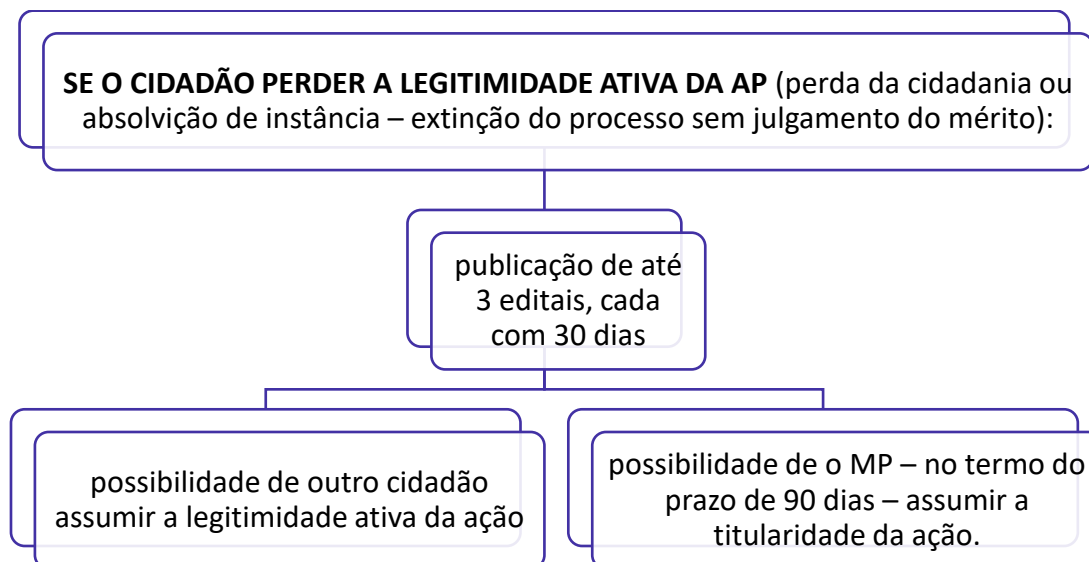 SE O CIDADÃO PERDER A LEGITIMIDADE ATIVA DA AP (perda da cidadania ou
absolvição de instância – extinção do processo sem julgamento do mérito):
publicação de até
3 editais, cada
com 30 dias
possibilidade de outro cidadão
assumir a legitimidade ativa da ação
possibilidade de o MP – no termo do
prazo de 90 dias – assumir a
titularidade da ação.